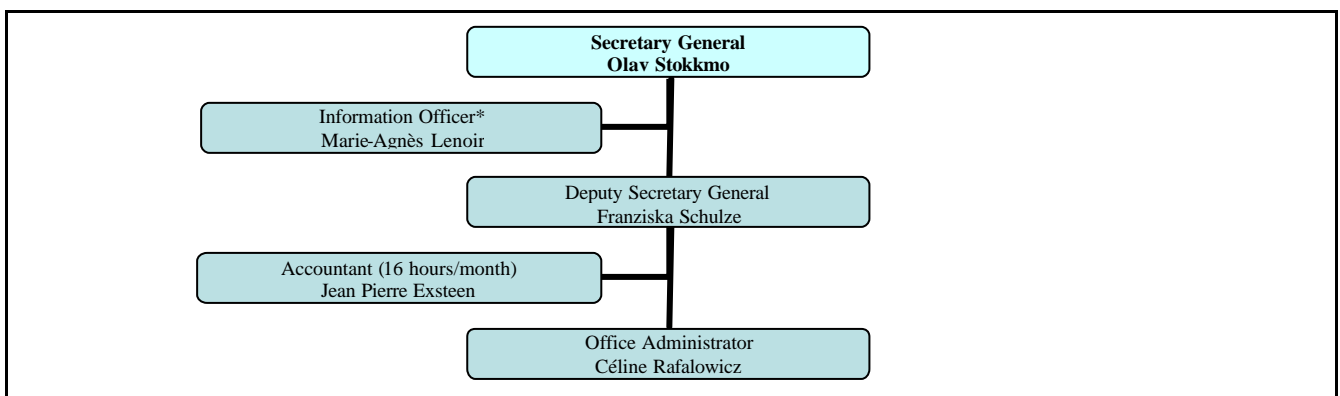 Secretary General
Olav Stokkmo
Information Officer*
Marie-Agnès Lenoir
Deputy Secretary General
Franziska Schulze
Accountant (16 hours/month)
Jean Pierre Exsteen
Office Administrator
Céline Rafalowicz